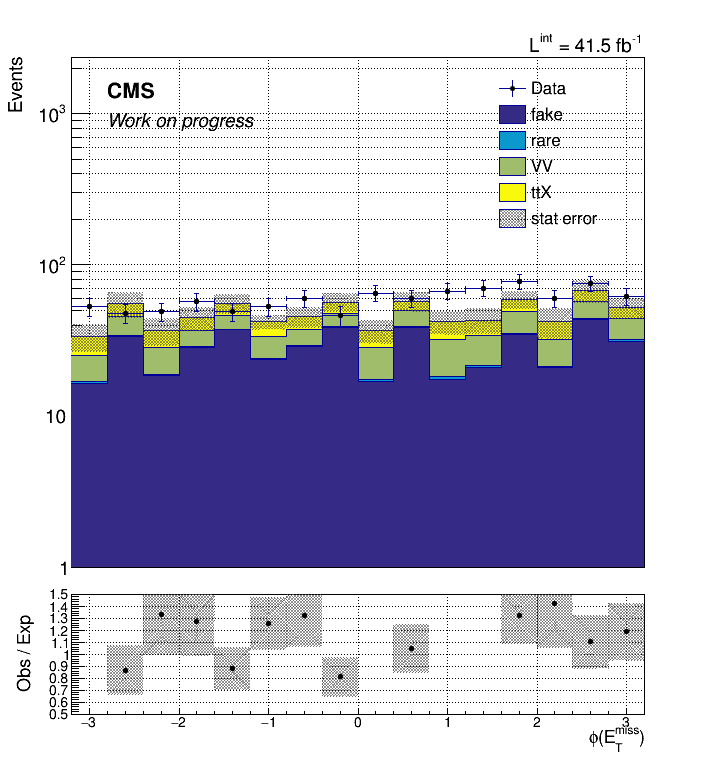 L^int = 41.5 fb^-1
Events
CMS
Work on progress
Data
fake
rare
VV
ttX
stat error
10^3
10^2
10
1
Obs / Exp
1.5
1.4
1.3
1.2
1.1
1
0.9
0.8
0.7
0.6
0.5
−3 −2 −1 0 1 2 3
ϕ(E_T^miss)